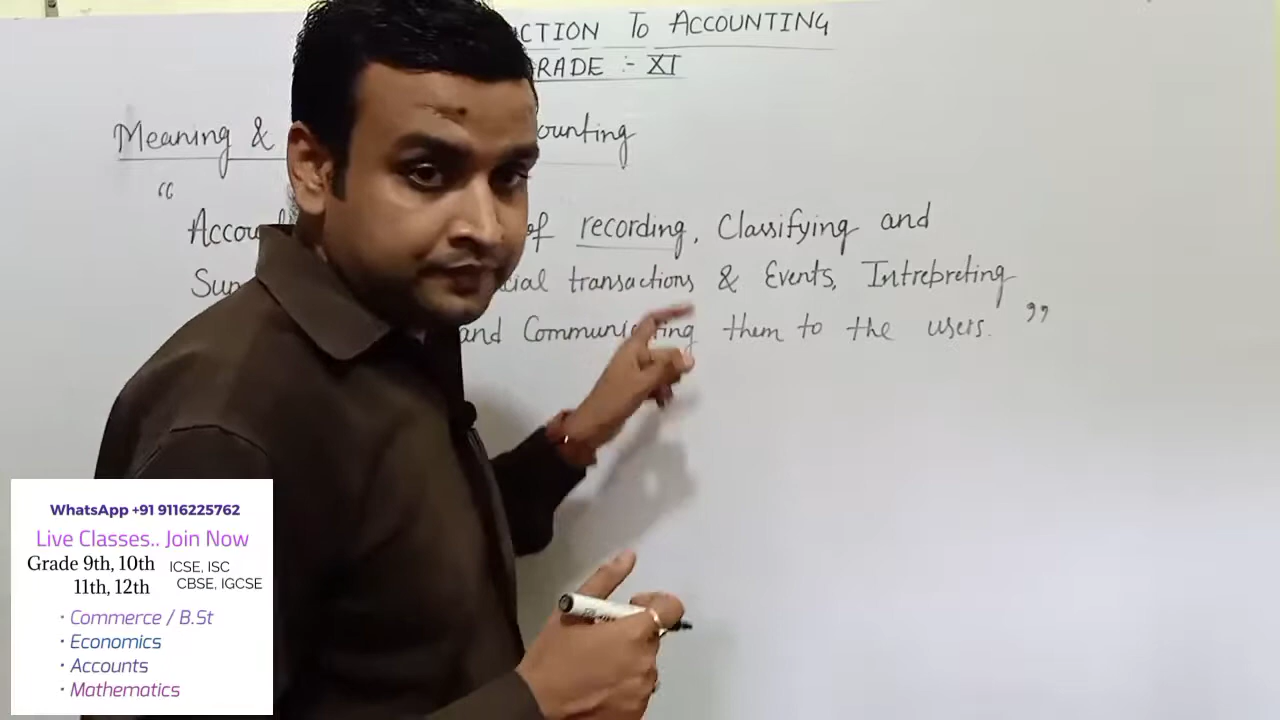 CTION To ACCOUNTING
RADE :- XI
Meaning & ounting
“
Accou of recording, Classifying and
Sum cial transactions & Events, Intrebreting
and Communicating them to the users. ”
WhatsApp +91 9116225762
Live Classes.. Join Now
Grade 9th, 10th ICSE, ISC
11th, 12th CBSE, IGCSE
· Commerce / B.St
· Economics
· Accounts
· Mathematics